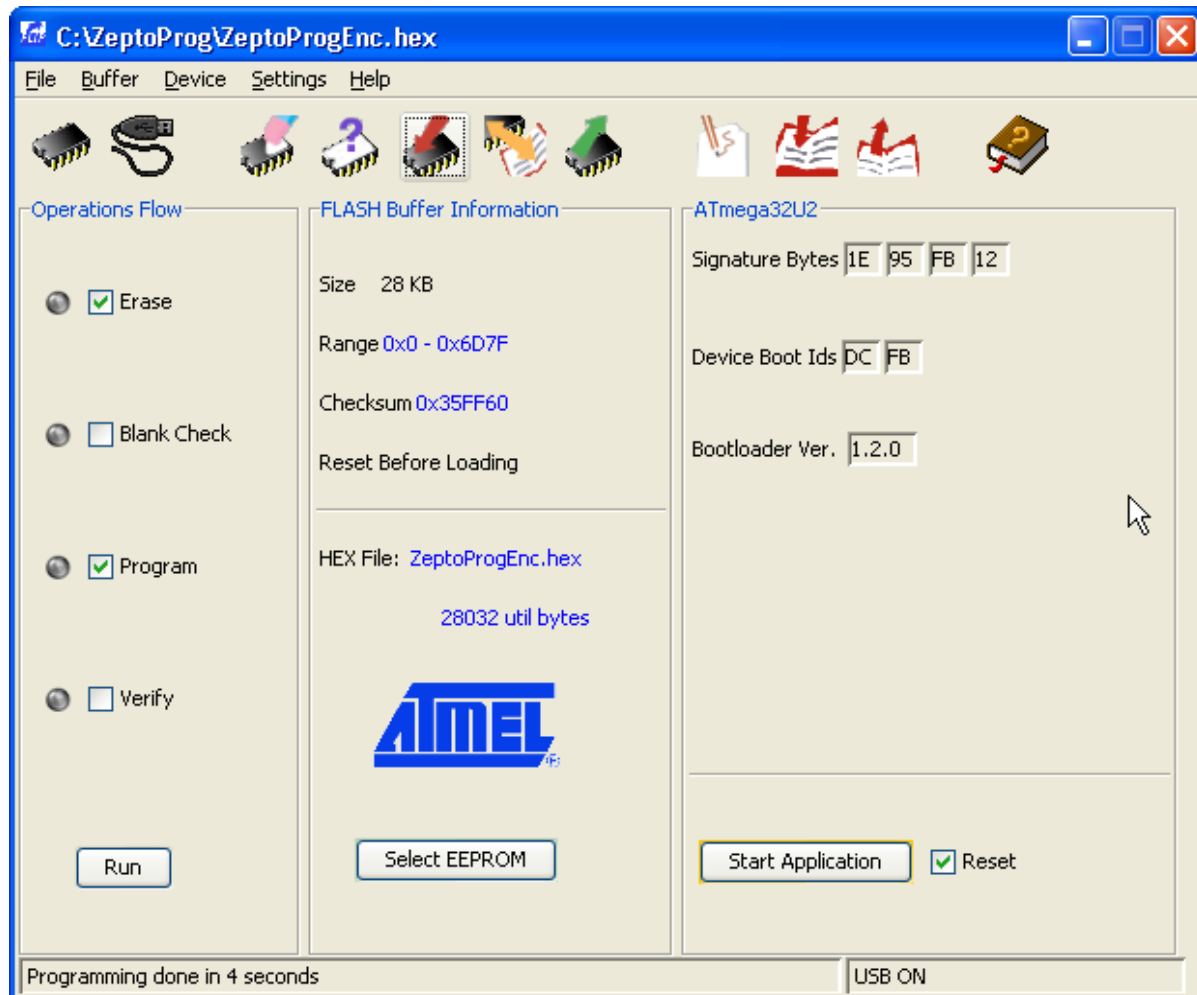 C:\ZeptoProg\ZeptoProgEnc.hex
File Buffer Device Settings Help
Operations Flow
Erase
Blank Check
Program
Verify
Run
FLASH Buffer Information
Size 28 KB
Range 0x0 - 0x6D7F
Checksum 0x35FF60
Reset Before Loading
HEX File: ZeptoProgEnc.hex
28032 util bytes
ATMEL®
Select EEPROM
ATmega32U2
Signature Bytes 1E 95 FB 12
Device Boot Ids DC FB
Bootloader Ver. 1.2.0
Start Application Reset
Programming done in 4 seconds
USB ON